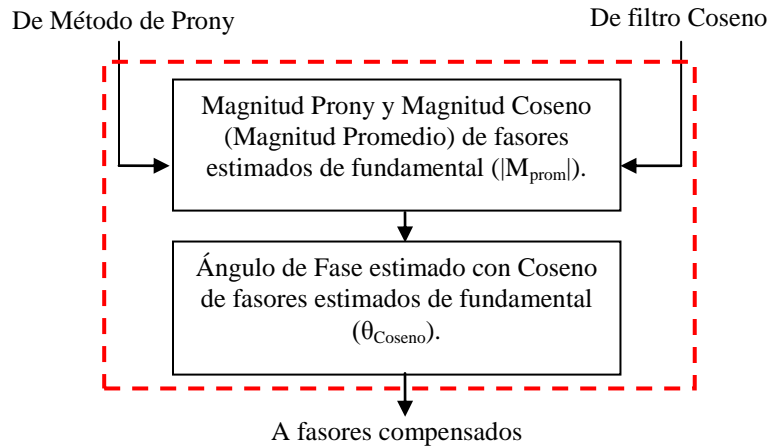 De Método de Prony
De filtro Coseno
Magnitud Prony y Magnitud Coseno
(Magnitud Promedio) de fasores
estimados de fundamental (|Mprom|).
Ángulo de Fase estimado con Coseno
de fasores estimados de fundamental
(θCoseno).
A fasores compensados